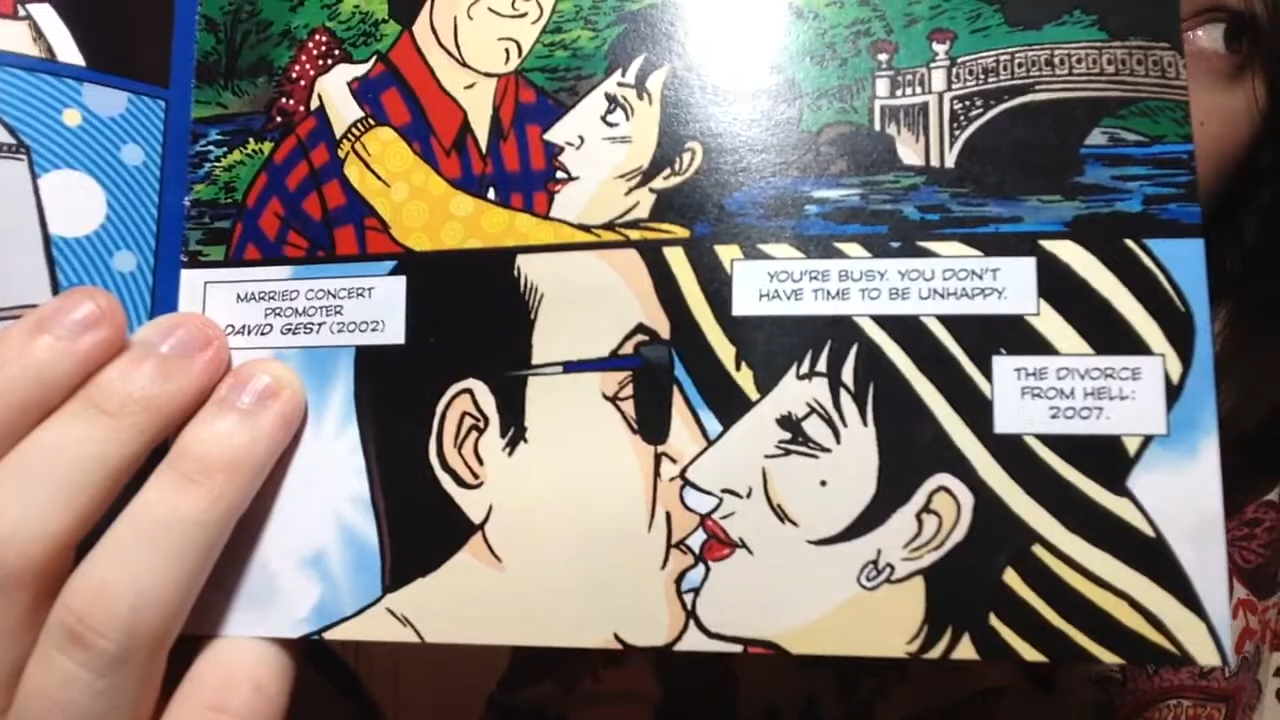 MARRIED CONCERT
PROMOTER
DAVID GEST (2002)
YOU'RE BUSY. YOU DON'T
HAVE TIME TO BE UNHAPPY.
THE DIVORCE
FROM HELL:
2007.